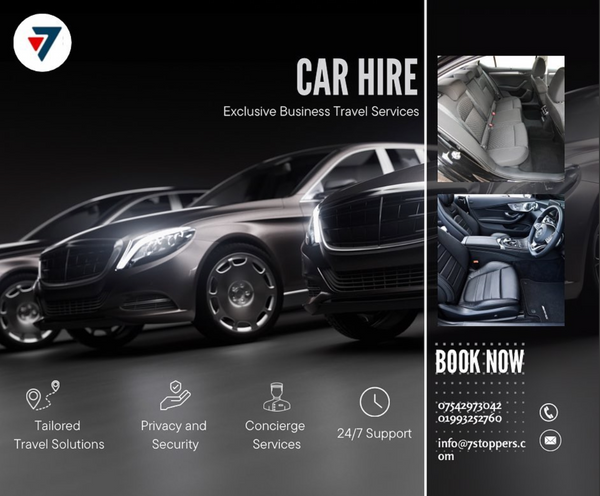 7
CAR HIRE
Exclusive Business Travel Services
Tailored
Travel Solutions
Privacy and
Security
Concierge
Services
24/7 Support
BOOK NOW
07542973042
01993252760
info@7stoppers.c
om